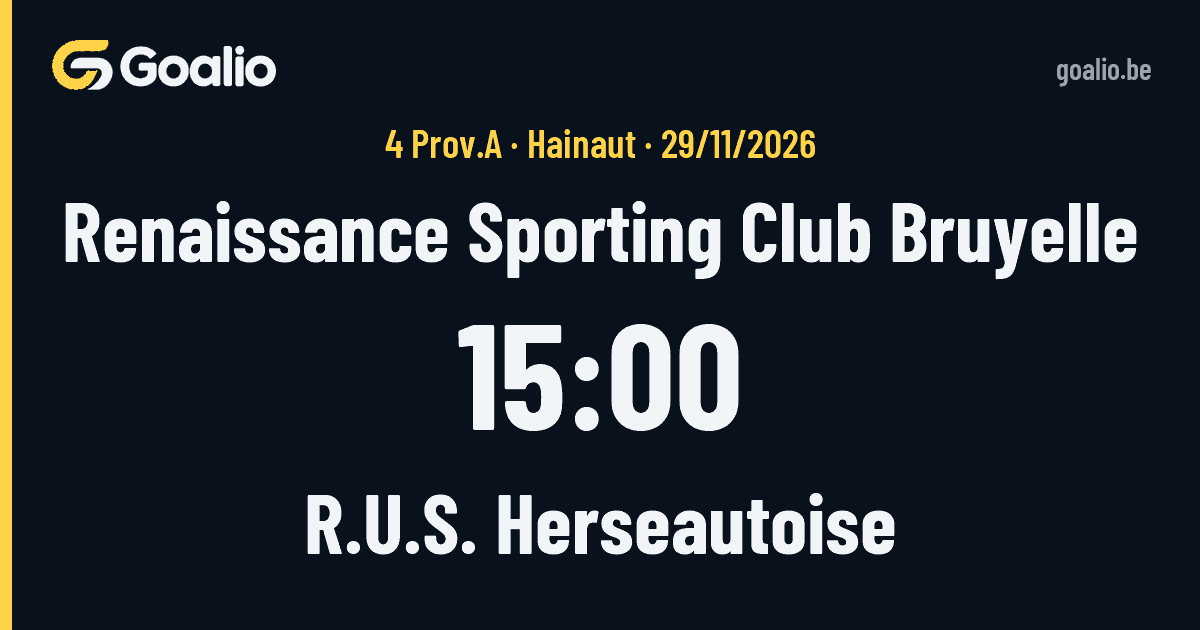 Goalio
goalio.be
4 Prov.A · Hainaut · 29/11/2026
Renaissance Sporting Club Bruyelle
15:00
R.U.S. Herseautoise